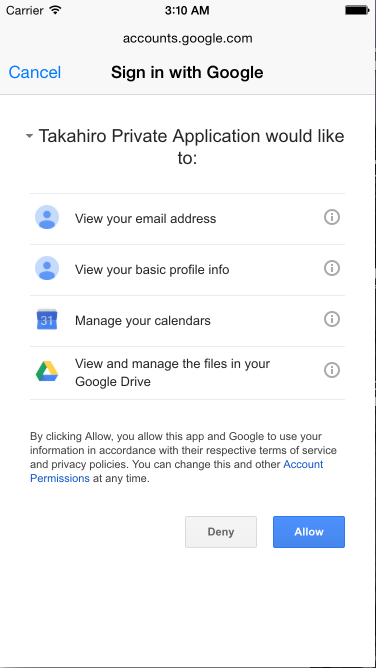 Carrier 3:10 AM
accounts.google.com
Cancel Sign in with Google
Takahiro Private Application would like
to:
View your email address
View your basic profile info
31 Manage your calendars
View and manage the files in your
Google Drive
By clicking Allow, you allow this app and Google to use your
information in accordance with their respective terms of service
and privacy policies. You can change this and other Account
Permissions at any time.
Deny Allow